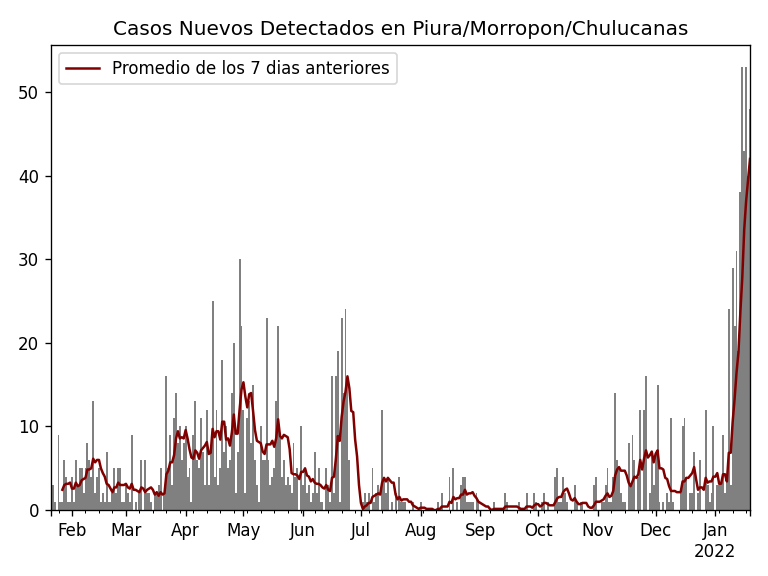 Casos Nuevos Detectados en Piura/Morropon/Chulucanas
Promedio de los 7 dias anteriores
50
40
30
20
10
0
Feb Mar Apr May Jun Jul Aug Sep Oct Nov Dec Jan
2022